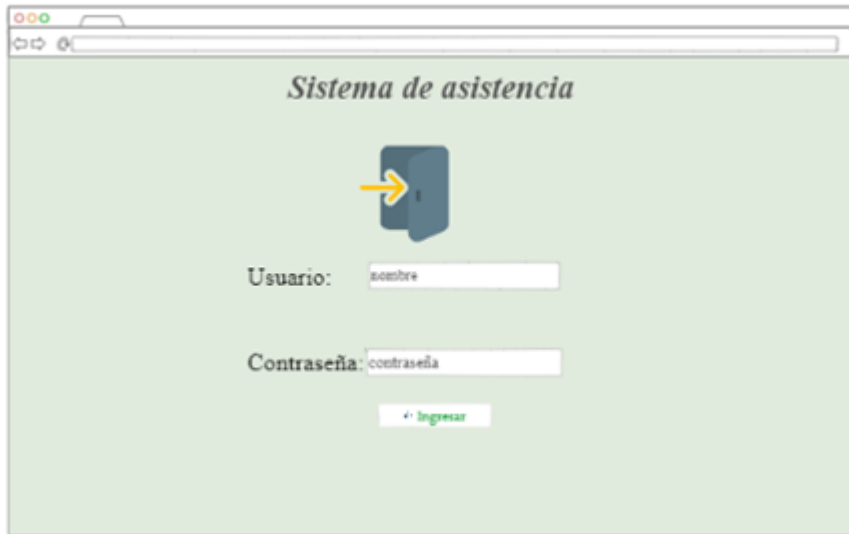 Sistema de asistencia
Usuario: nombre
Contraseña: contraseña
Ingresar